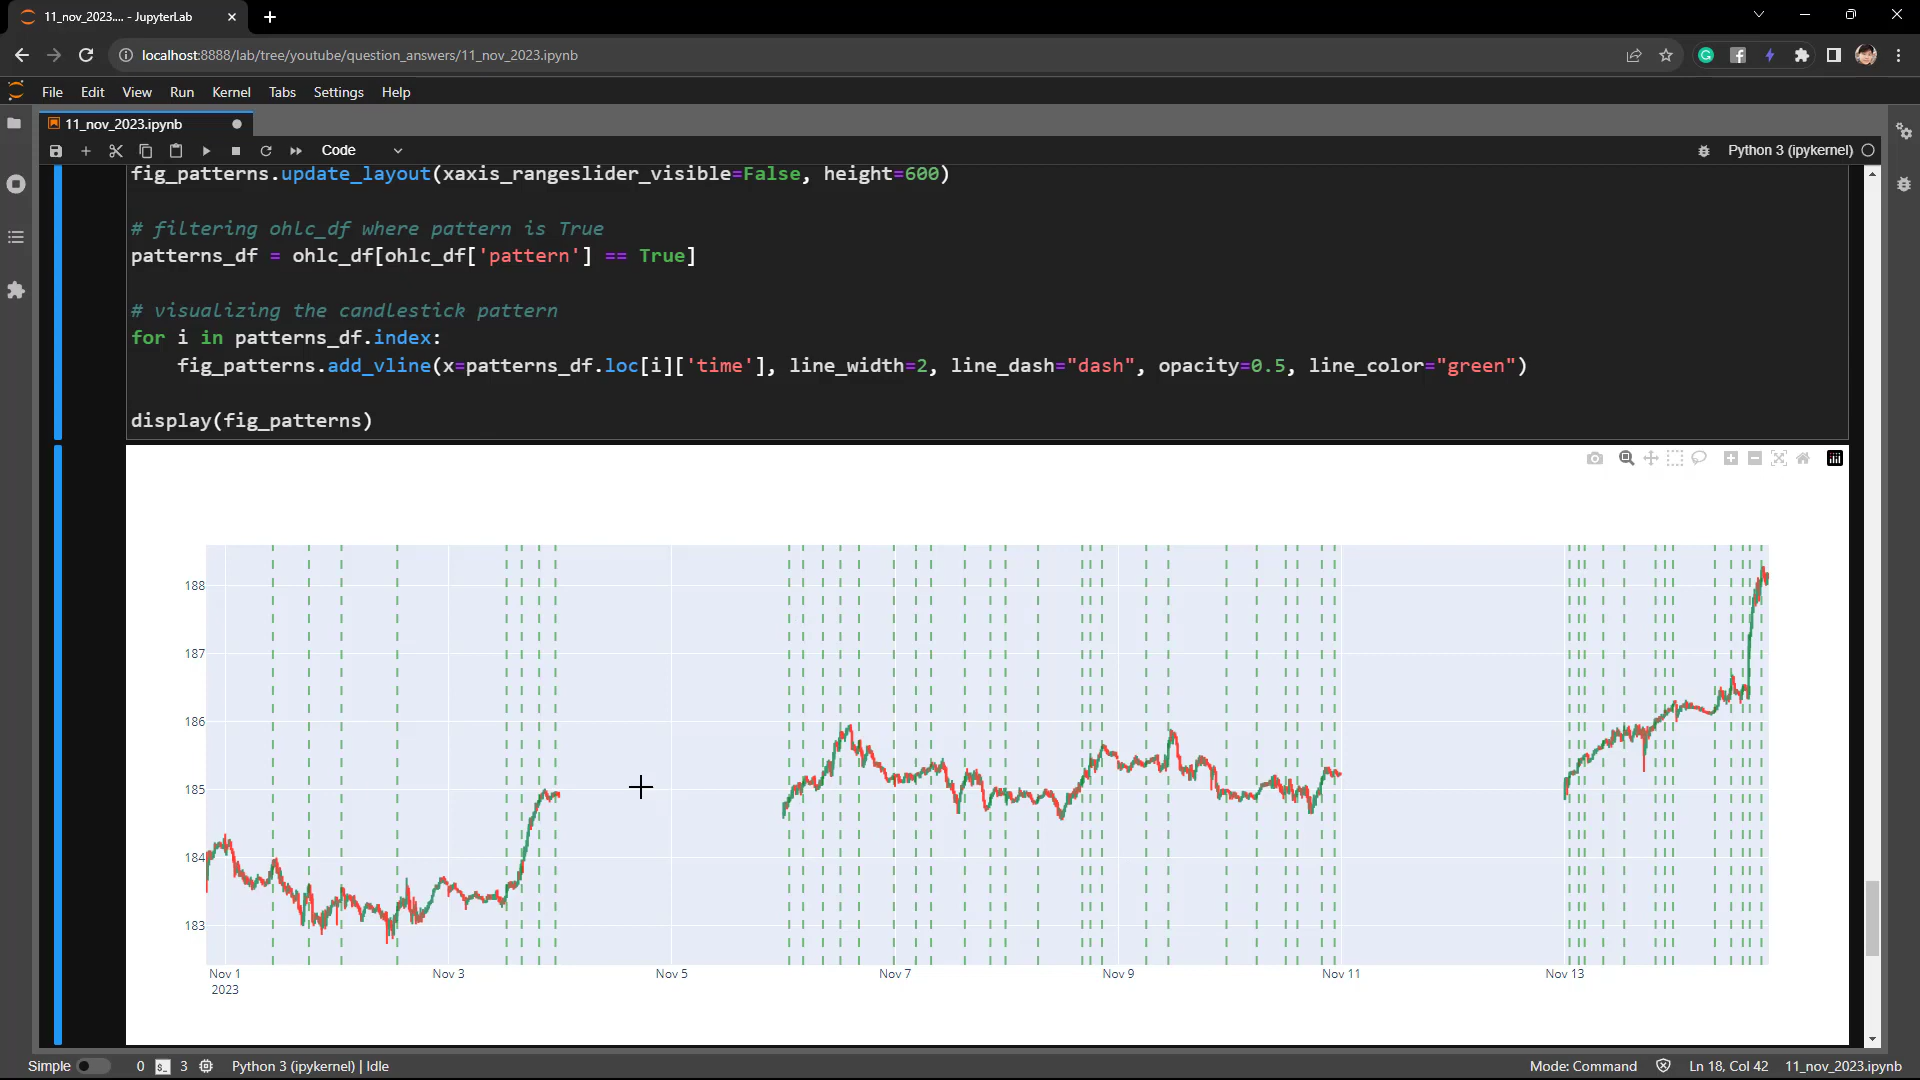 11_nov_2023.... - JupyterLab
localhost:8888/lab/tree/youtube/question_answers/11_nov_2023.ipynb
File Edit View Run Kernel Tabs Settings Help
11_nov_2023.ipynb
Code
Python 3 (ipykernel)
fig_patterns.update_layout(xaxis_rangeslider_visible=False, height=600)
# filtering ohlc_df where pattern is True
patterns_df = ohlc_df[ohlc_df['pattern'] == True]
# visualizing the candlestick pattern
for i in patterns_df.index:
fig_patterns.add_vline(x=patterns_df.loc[i]['time'], line_width=2, line_dash="dash", opacity=0.5, line_color="green")
display(fig_patterns)
188
187
186
185
184
183
Nov 1 Nov 3 Nov 5 Nov 7 Nov 9 Nov 11 Nov 13
2023
Simple 0 3 Python 3 (ipykernel) | Idle Mode: Command Ln 18, Col 42 11_nov_2023.ipynb